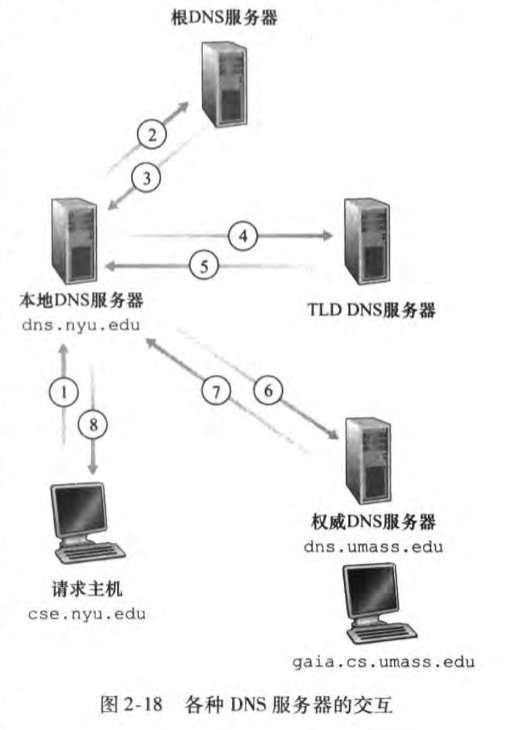 根DNS服务器
2
3
4
5
本地DNS服务器
dns.nyu.edu
TLD DNS服务器
1
8
7
6
权威DNS服务器
dns.umass.edu
请求主机
cse.nyu.edu
gaia.cs.umass.edu
图 2-18 各种 DNS 服务器的交互